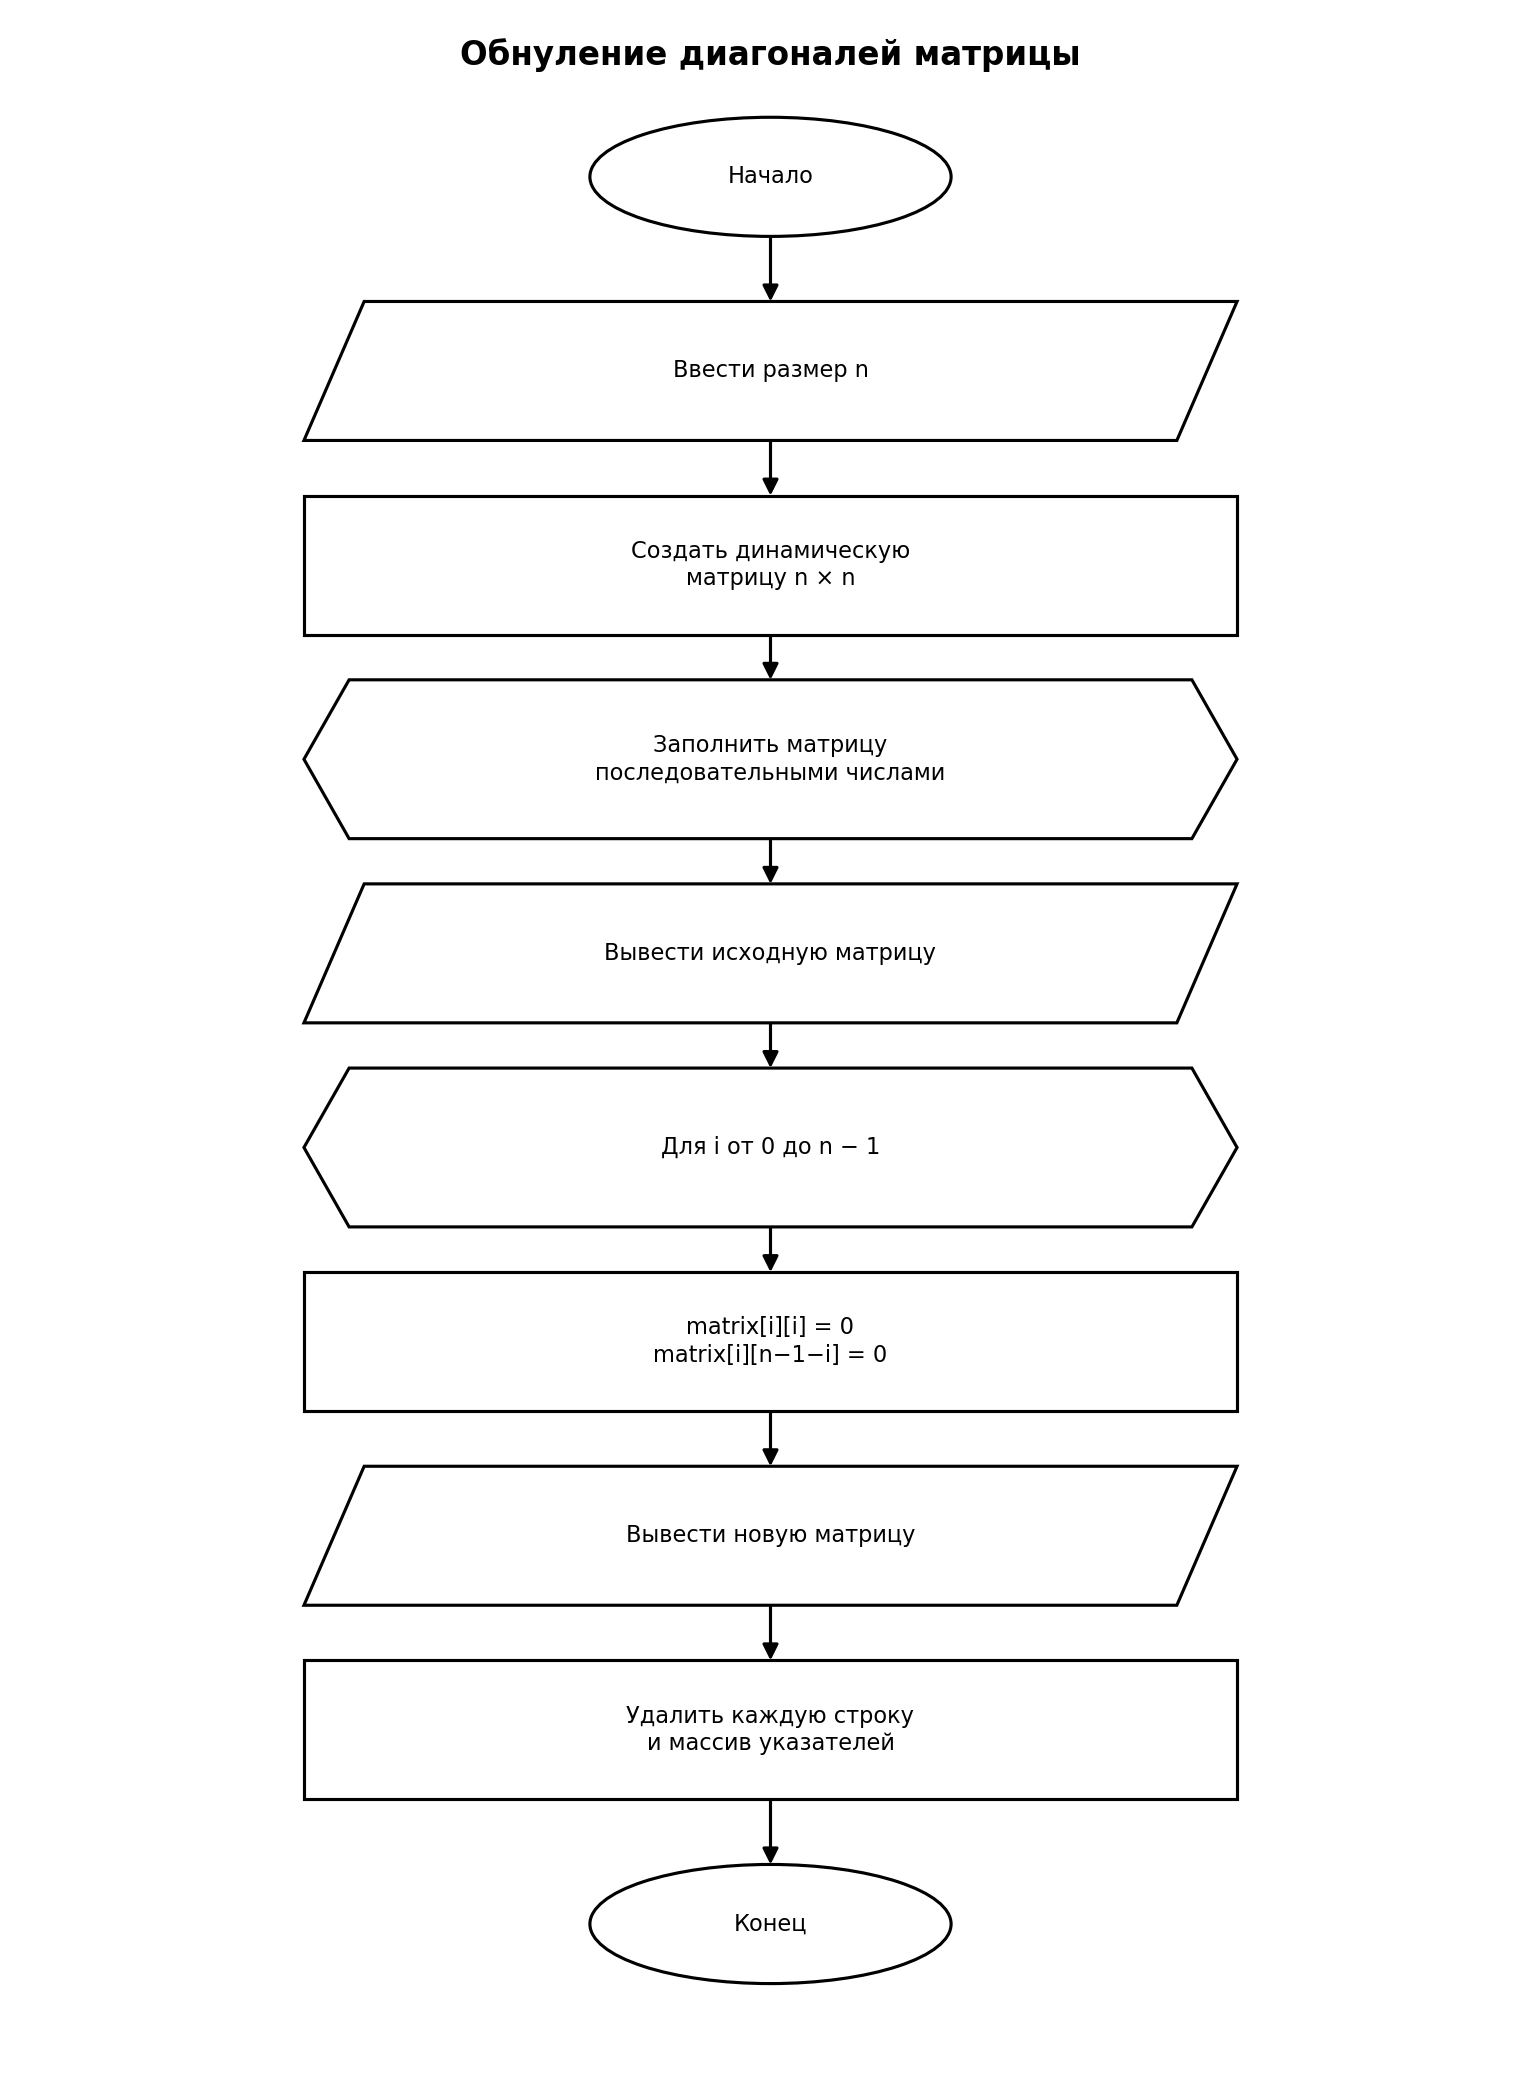 Обнуление диагоналей матрицы
Начало
Ввести размер n
Создать динамическую
матрицу n × n
Заполнить матрицу
последовательными числами
Вывести исходную матрицу
Для i от 0 до n − 1
matrix[i][i] = 0
matrix[i][n−1−i] = 0
Вывести новую матрицу
Удалить каждую строку
и массив указателей
Конец